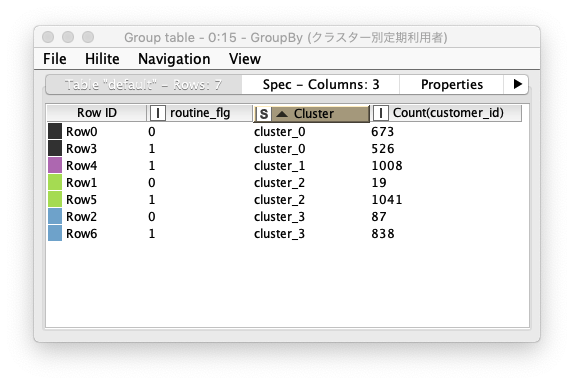 Group table - 0:15 - GroupBy (クラスター別定期利用者)
File Hilite Navigation View
Table "default" - Rows: 7 Spec - Columns: 3 Properties
Row ID I routine_flg S Cluster I Count(customer_id)
Row0 0 cluster_0 673
Row3 1 cluster_0 526
Row4 1 cluster_1 1008
Row1 0 cluster_2 19
Row5 1 cluster_2 1041
Row2 0 cluster_3 87
Row6 1 cluster_3 838